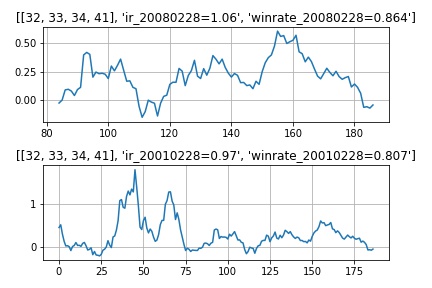 [[32, 33, 34, 41], 'ir_20080228=1.06', 'winrate_20080228=0.864']
0.50
0.25
0.00
80 100 120 140 160 180
[[32, 33, 34, 41], 'ir_20010228=0.97', 'winrate_20010228=0.807']
1
0
0 25 50 75 100 125 150 175